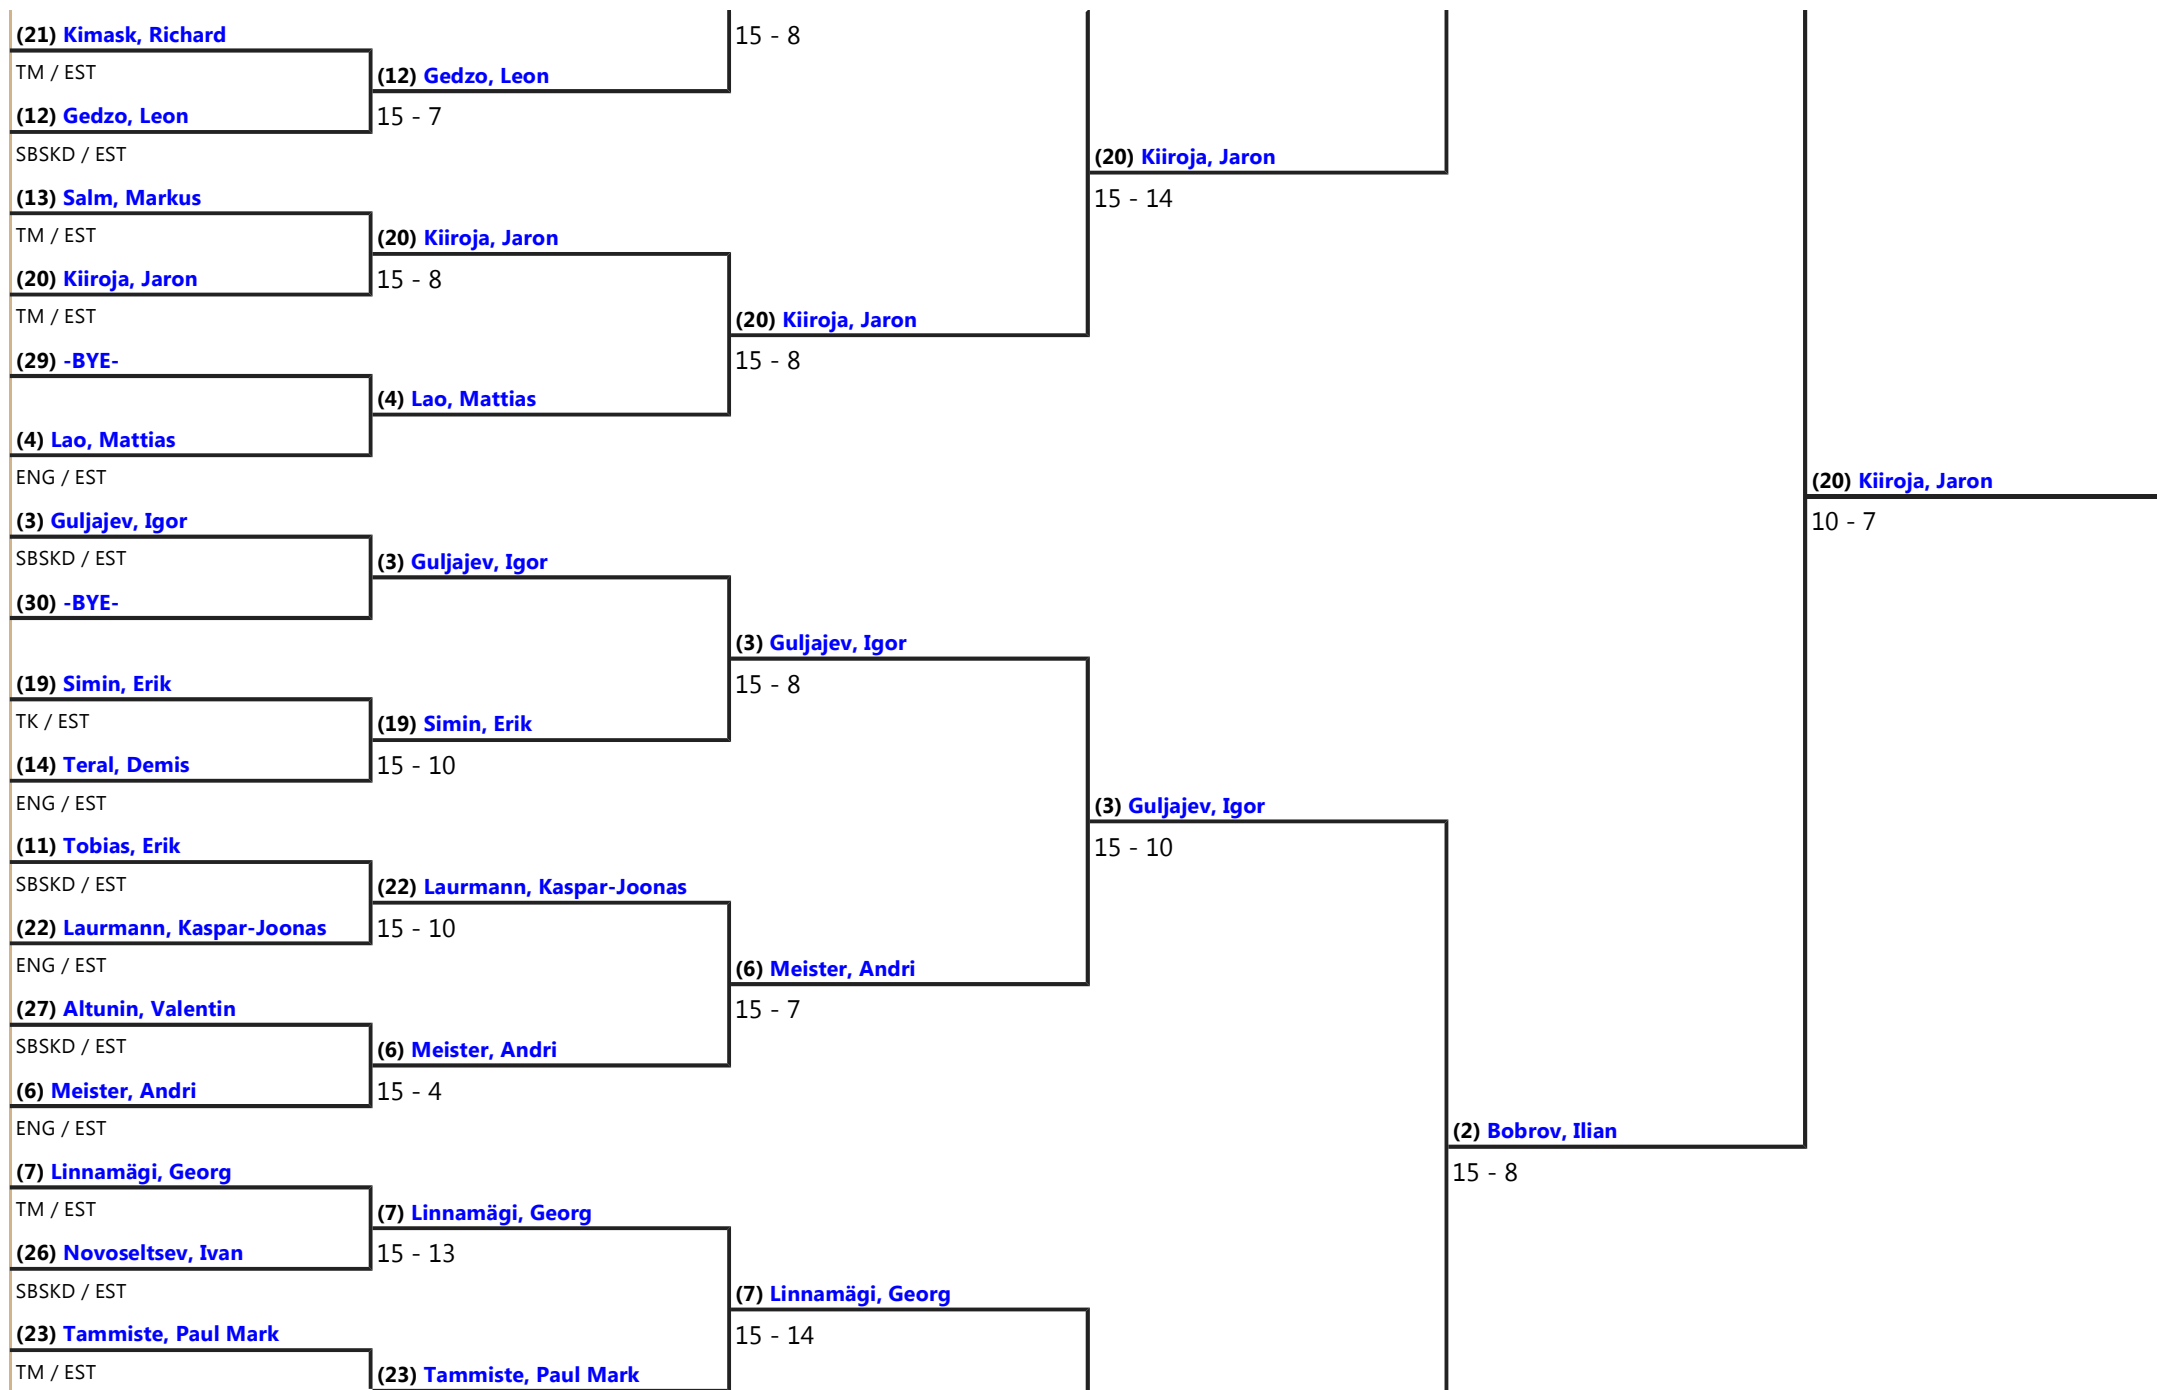 (21) Kimask, Richard
TM / EST
(12) Gedzo, Leon
SBSKD / EST
(13) Salm, Markus
TM / EST
(20) Kiiroja, Jaron
TM / EST
(29) -BYE-
(4) Lao, Mattias
ENG / EST
(3) Guljajev, Igor
SBSKD / EST
(30) -BYE-
(19) Simin, Erik
TK / EST
(14) Teral, Demis
ENG / EST
(11) Tobias, Erik
SBSKD / EST
(22) Laurmann, Kaspar-Joonas
ENG / EST
(27) Altunin, Valentin
SBSKD / EST
(6) Meister, Andri
ENG / EST
(7) Linnamägi, Georg
TM / EST
(26) Novoseltsev, Ivan
SBSKD / EST
(23) Tammiste, Paul Mark
TM / EST
(12) Gedzo, Leon
15 - 7
(20) Kiiroja, Jaron
15 - 8
(4) Lao, Mattias
(3) Guljajev, Igor
(19) Simin, Erik
15 - 10
(22) Laurmann, Kaspar-Joonas
15 - 10
(6) Meister, Andri
15 - 4
(7) Linnamägi, Georg
15 - 13
(23) Tammiste, Paul Mark
15 - 8
(20) Kiiroja, Jaron
15 - 8
(3) Guljajev, Igor
15 - 8
(6) Meister, Andri
15 - 7
(7) Linnamägi, Georg
15 - 14
(20) Kiiroja, Jaron
15 - 14
(3) Guljajev, Igor
15 - 10
(2) Bobrov, Ilian
15 - 8
(20) Kiiroja, Jaron
10 - 7